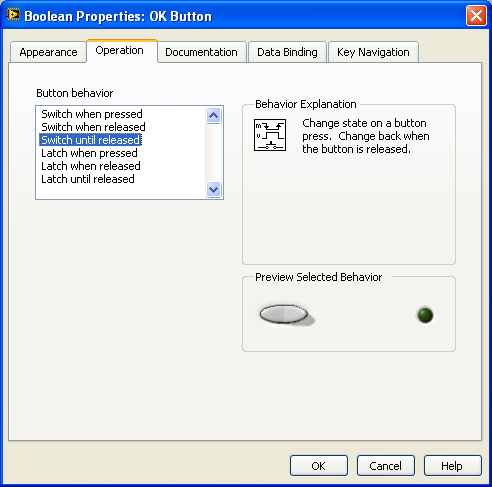 Boolean Properties: OK Button
Appearance
Operation
Documentation
Data Binding
Key Navigation
Button behavior
Switch when pressed
Switch when released
Switch until released
Latch when pressed
Latch when released
Latch until released
Behavior Explanation
m
v
Change state on a button
press. Change back when
the button is released.
Preview Selected Behavior
OK
Cancel
Help